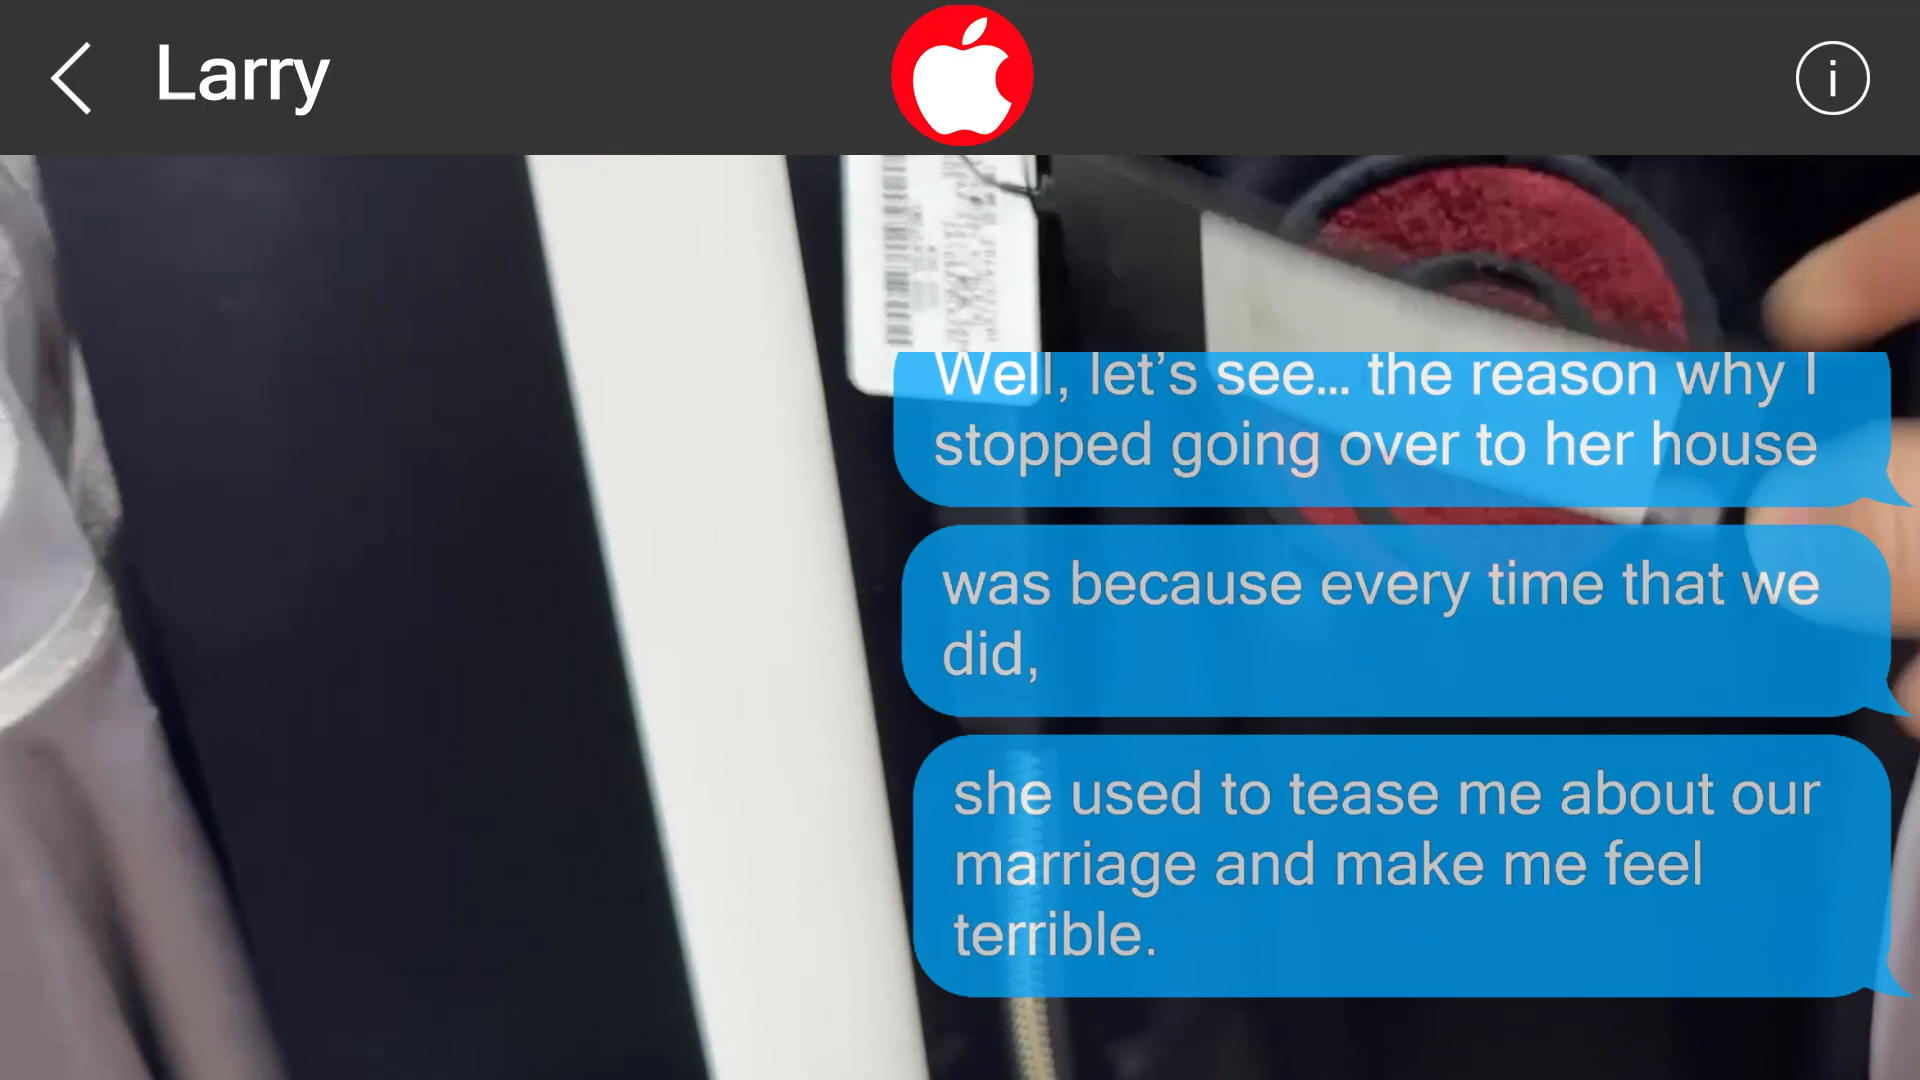 Larry
Well, let’s see... the reason why I
stopped going over to her house
was because every time that we
did,
she used to tease me about our
marriage and make me feel
terrible.